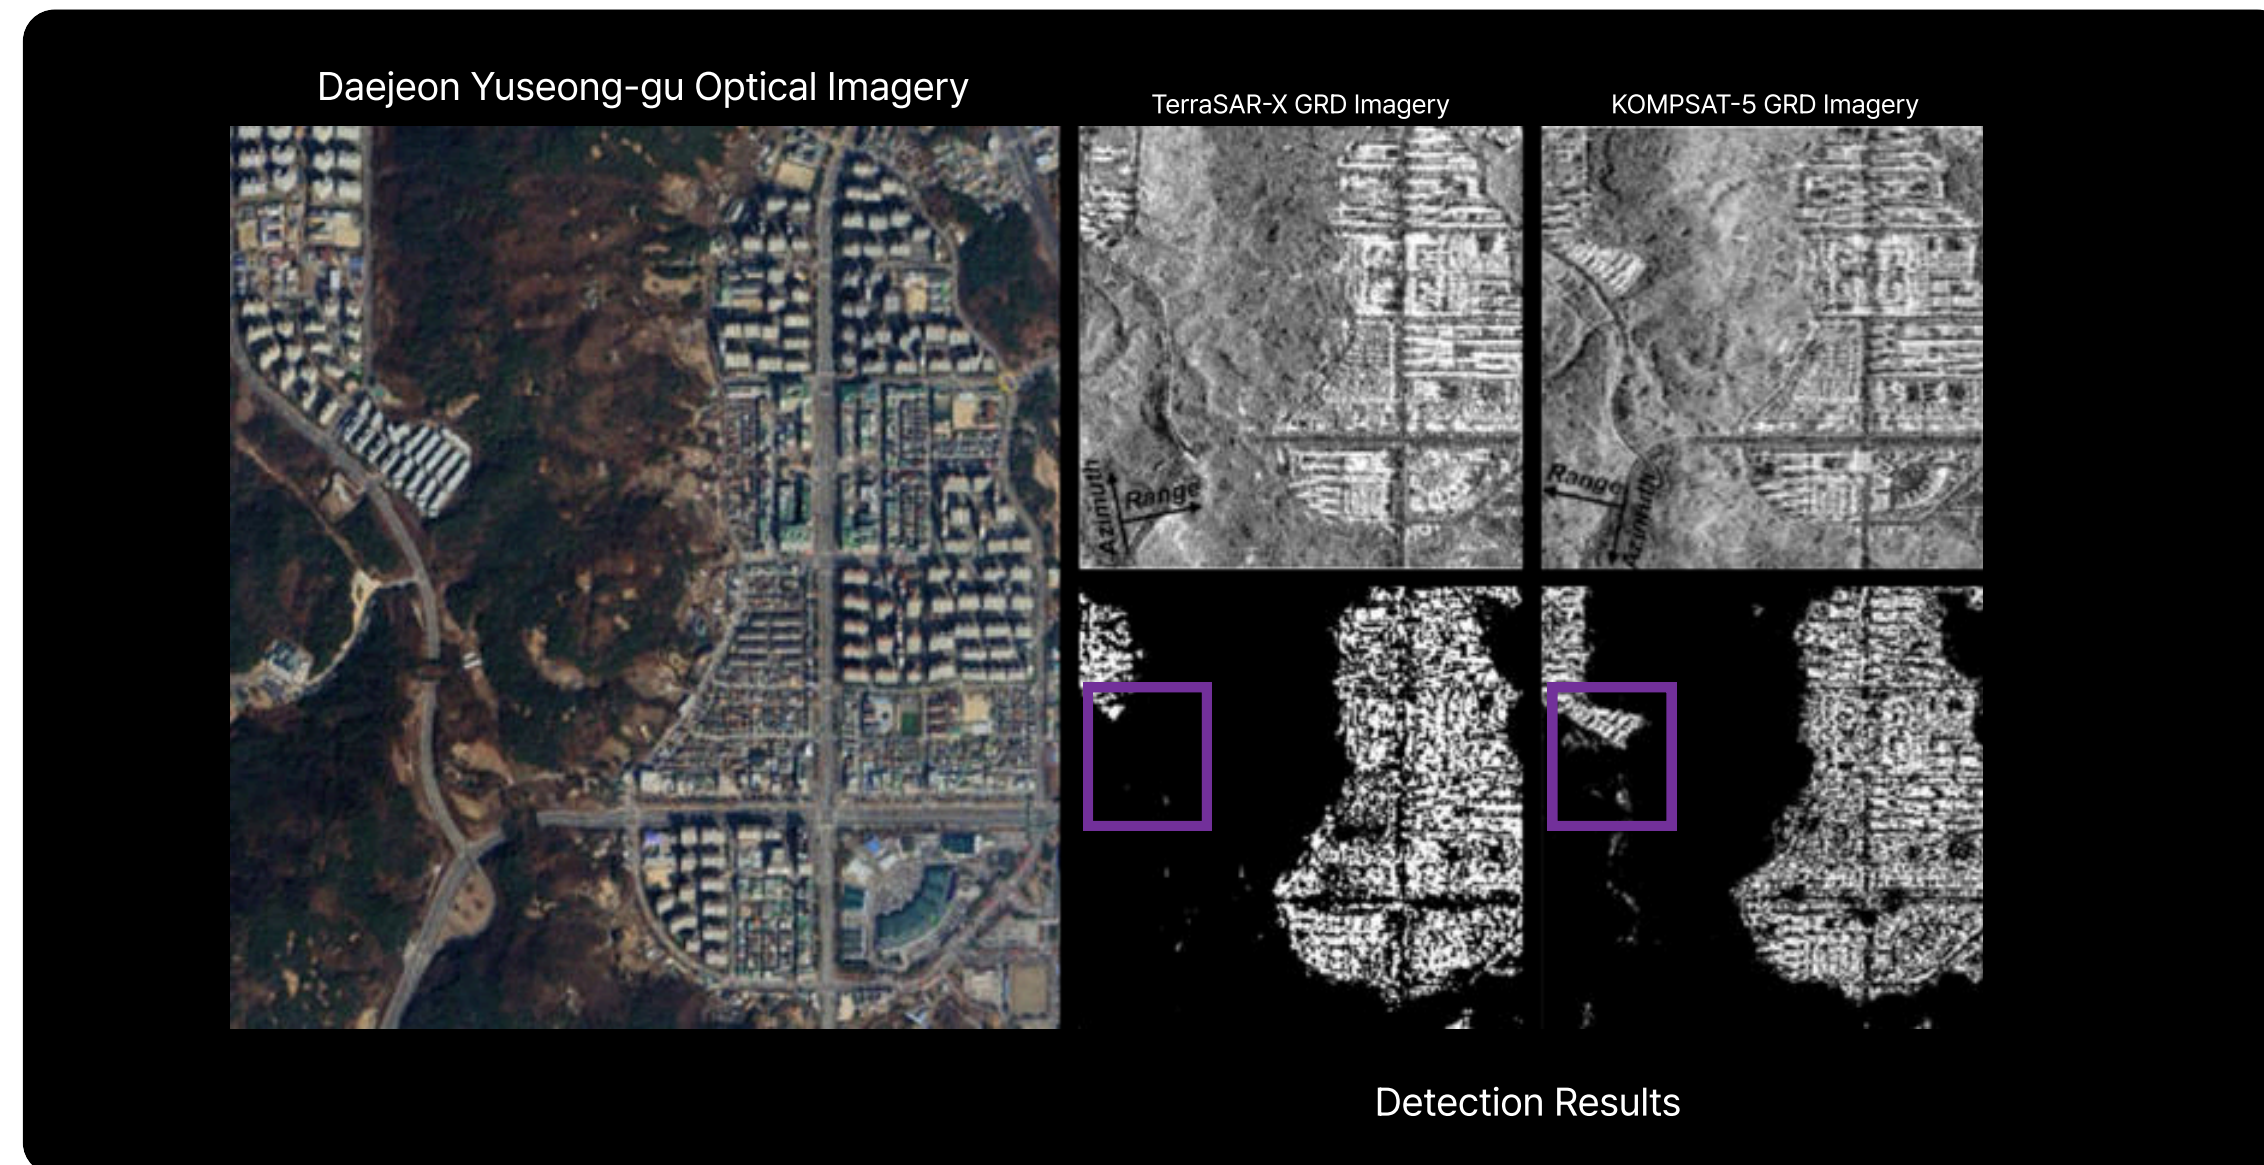 Daejeon Yuseong-gu Optical Imagery
TerraSAR-X GRD Imagery
KOMPSAT-5 GRD Imagery
Azimuth
Range
Range
Azimuth
Detection Results